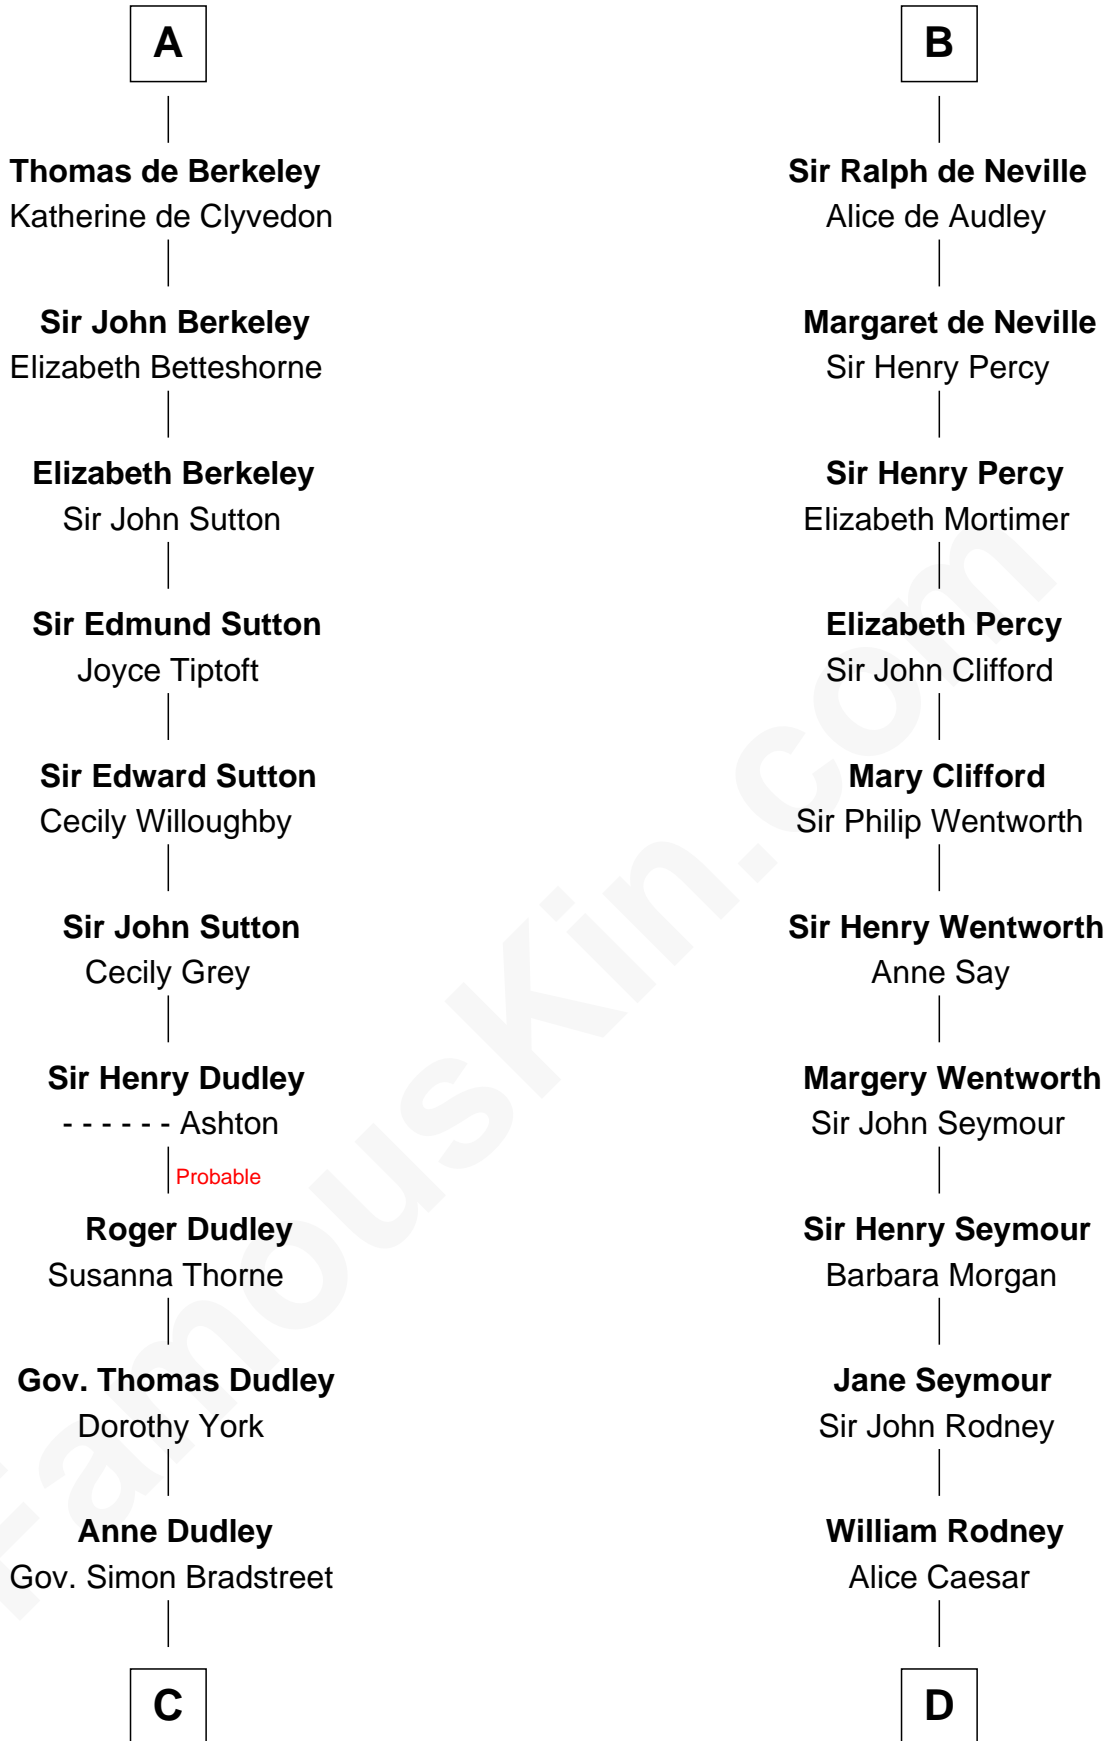 A
Thomas de Berkeley
Katherine de Clyvedon
Sir John Berkeley
Elizabeth Betteshorne
Elizabeth Berkeley
Sir John Sutton
Sir Edmund Sutton
Joyce Tiptoft
Sir Edward Sutton
Cecily Willoughby
Sir John Sutton
Cecily Grey
Sir Henry Dudley
- - - - - - Ashton
Probable
Roger Dudley
Susanna Thorne
Gov. Thomas Dudley
Dorothy York
Anne Dudley
Gov. Simon Bradstreet
C
B
Sir Ralph de Neville
Alice de Audley
Margaret de Neville
Sir Henry Percy
Sir Henry Percy
Elizabeth Mortimer
Elizabeth Percy
Sir John Clifford
Mary Clifford
Sir Philip Wentworth
Sir Henry Wentworth
Anne Say
Margery Wentworth
Sir John Seymour
Sir Henry Seymour
Barbara Morgan
Jane Seymour
Sir John Rodney
William Rodney
Alice Caesar
D
FamousKin.com